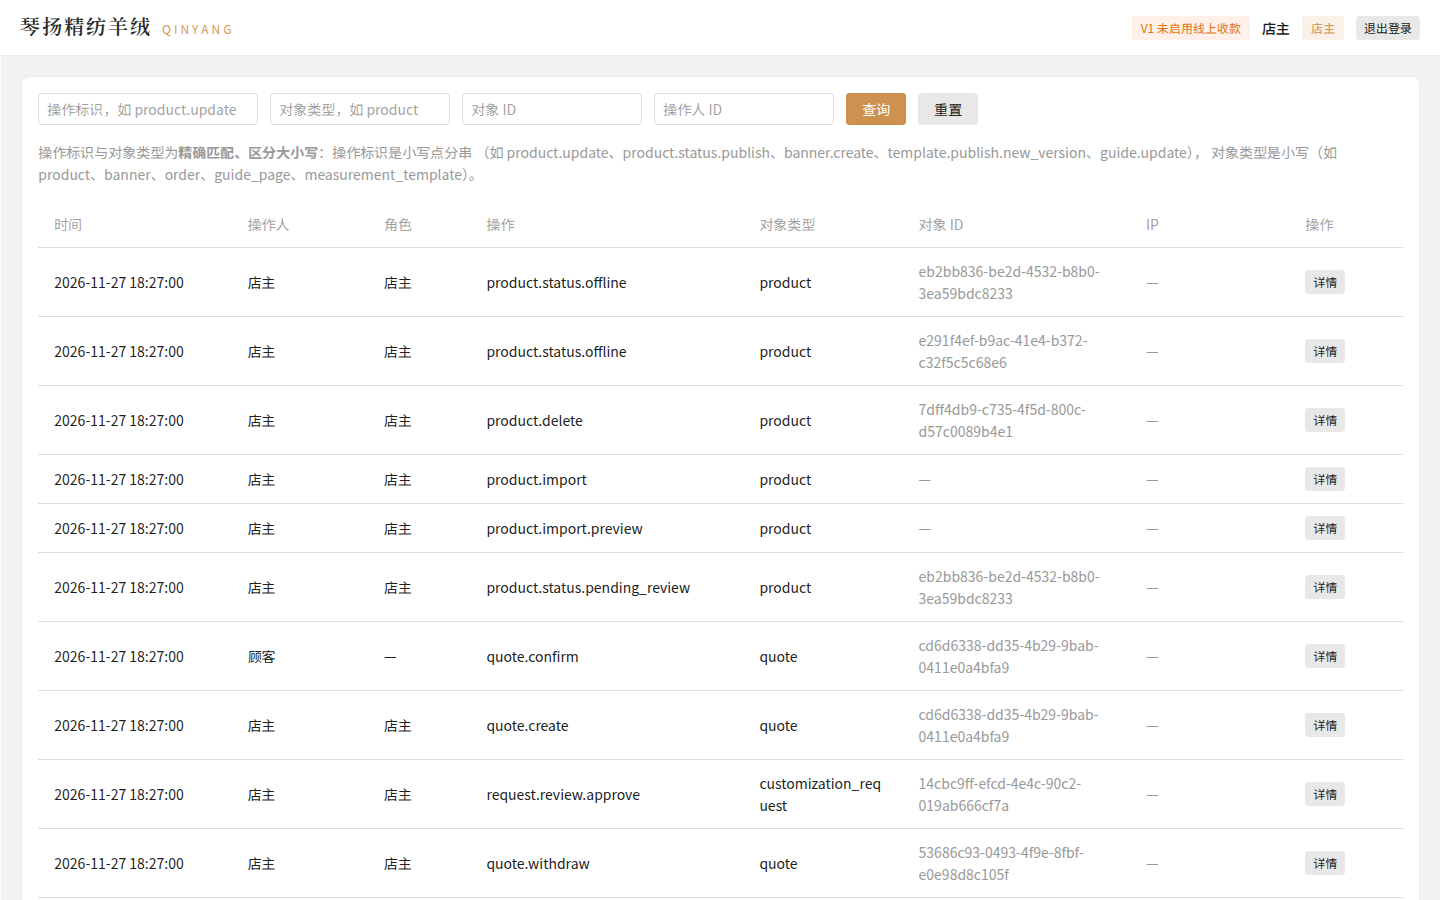 琴扬精纺羊绒 QINYANG
V1 未启用线上收款 店主 店主 退出登录
操作标识，如 product.update 对象类型，如 product 对象 ID 操作人 ID 查询 重置
操作标识与对象类型为精确匹配、区分大小写：操作标识是小写点分串 （如 product.update、product.status.publish、banner.create、template.publish.new_version、guide.update）， 对象类型是小写（如
product、banner、order、guide_page、measurement_template）。
时间 操作人 角色 操作 对象类型 对象 ID IP 操作
2026-11-27 18:27:00 店主 店主 product.status.offline product eb2bb836-be2d-4532-b8b0-
3ea59bdc8233 — 详情
2026-11-27 18:27:00 店主 店主 product.status.offline product e291f4ef-b9ac-41e4-b372-
c32f5c5c68e6 — 详情
2026-11-27 18:27:00 店主 店主 product.delete product 7dff4db9-c735-4f5d-800c-
d57c0089b4e1 — 详情
2026-11-27 18:27:00 店主 店主 product.import product — — 详情
2026-11-27 18:27:00 店主 店主 product.import.preview product — — 详情
2026-11-27 18:27:00 店主 店主 product.status.pending_review product eb2bb836-be2d-4532-b8b0-
3ea59bdc8233 — 详情
2026-11-27 18:27:00 顾客 — quote.confirm quote cd6d6338-dd35-4b29-9bab-
0411e0a4bfa9 — 详情
2026-11-27 18:27:00 店主 店主 quote.create quote cd6d6338-dd35-4b29-9bab-
0411e0a4bfa9 — 详情
2026-11-27 18:27:00 店主 店主 request.review.approve customization_req 14cbc9ff-efcd-4e4c-90c2-
uest 019ab666cf7a — 详情
2026-11-27 18:27:00 店主 店主 quote.withdraw quote 53686c93-0493-4f9e-8fbf-
e0e98d8c105f — 详情